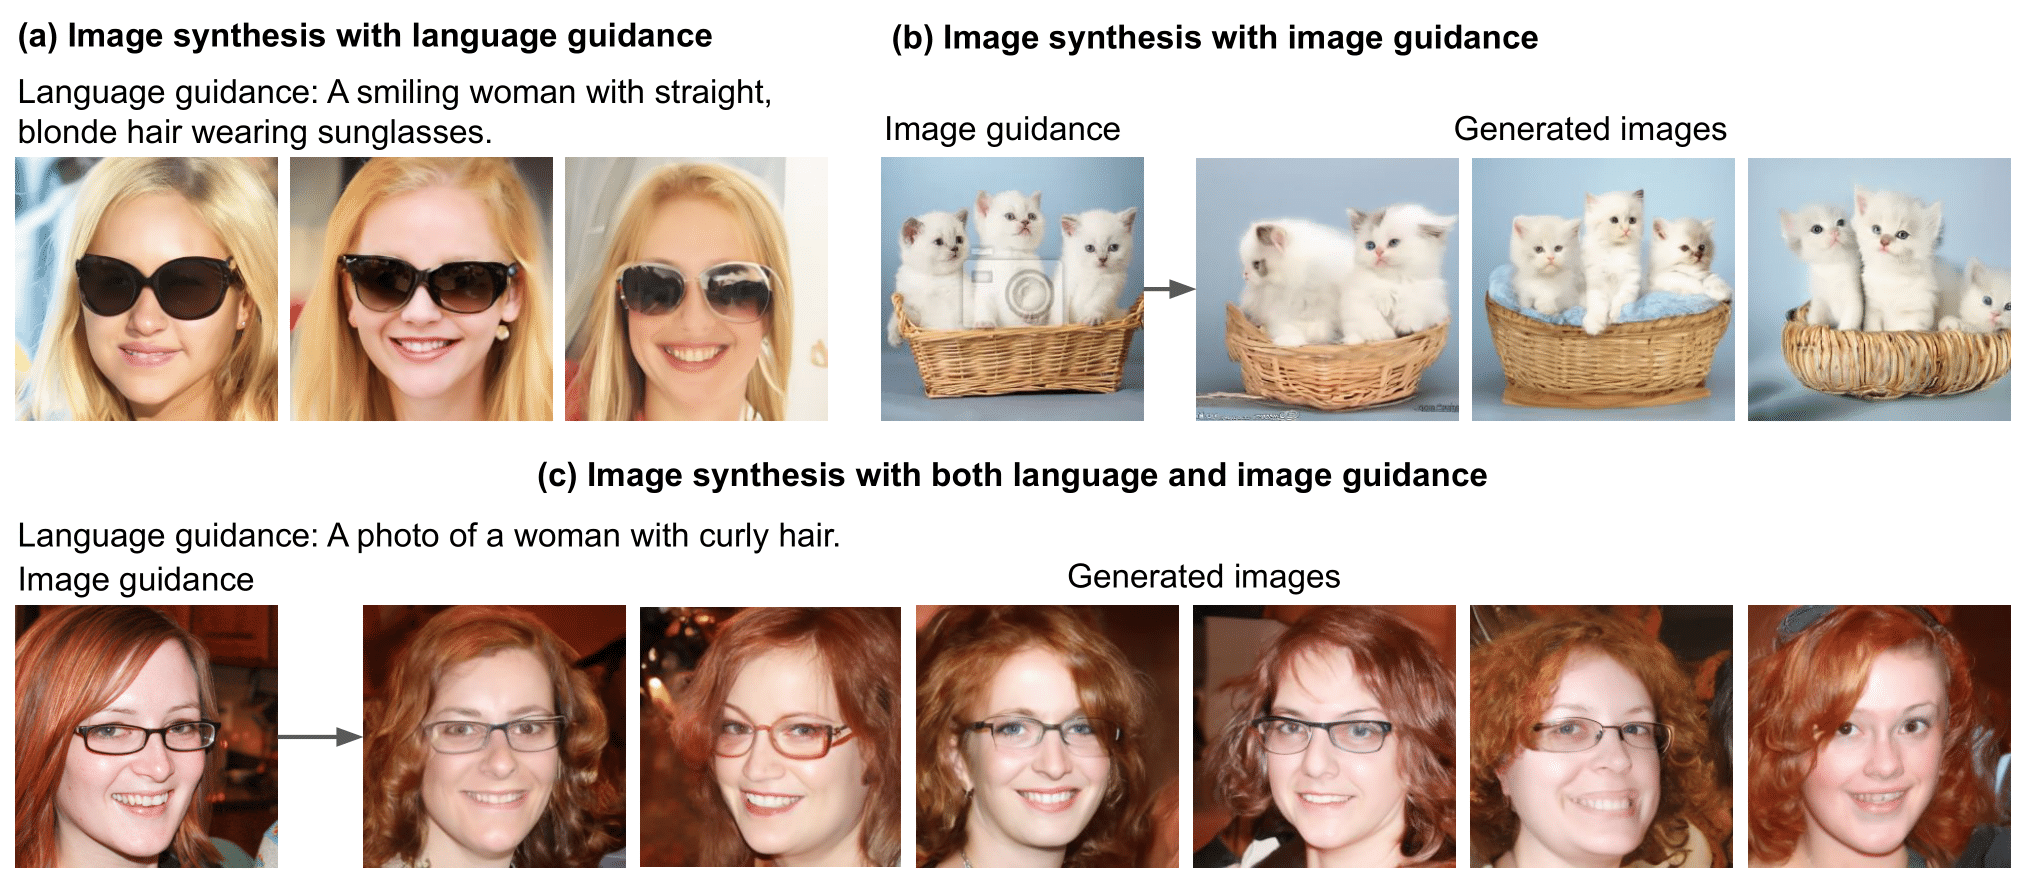 (a) Image synthesis with language guidance
Language guidance: A smiling woman with straight,
blonde hair wearing sunglasses.
(b) Image synthesis with image guidance
Image guidance
Generated images
(c) Image synthesis with both language and image guidance
Language guidance: A photo of a woman with curly hair.
Image guidance
Generated images